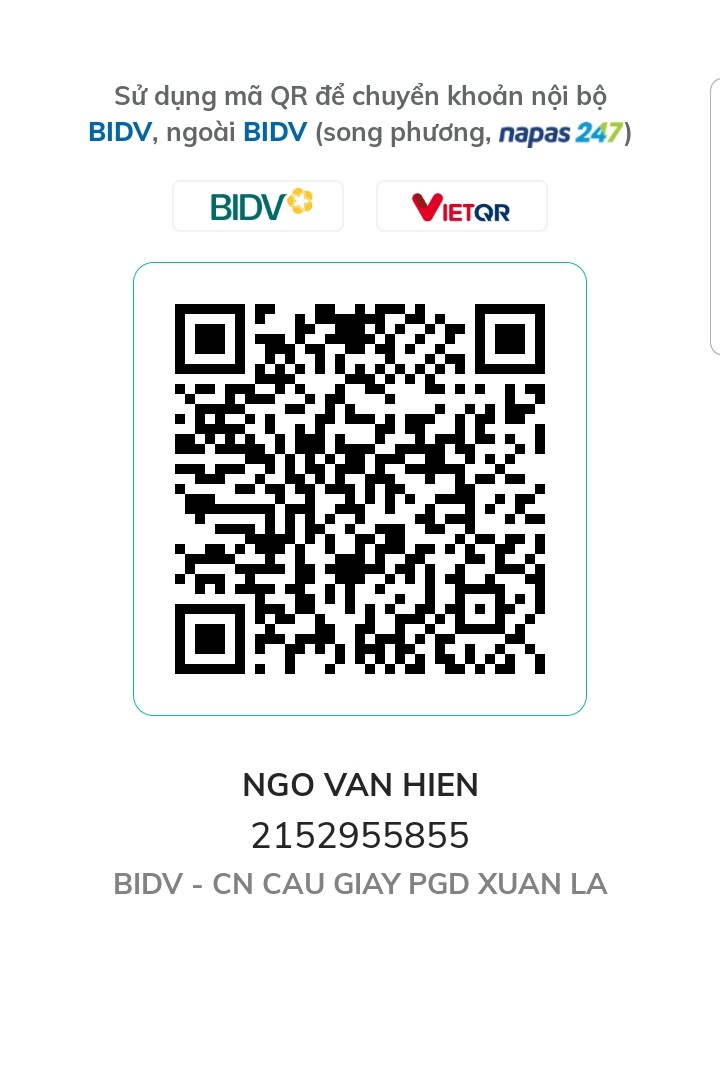 Sử dụng mã QR để chuyển khoản nội bộ
BIDV, ngoài BIDV (song phương, napas 247)
BIDV VIETQR
NGO VAN HIEN
2152955855
BIDV - CN CAU GIAY PGD XUAN LA